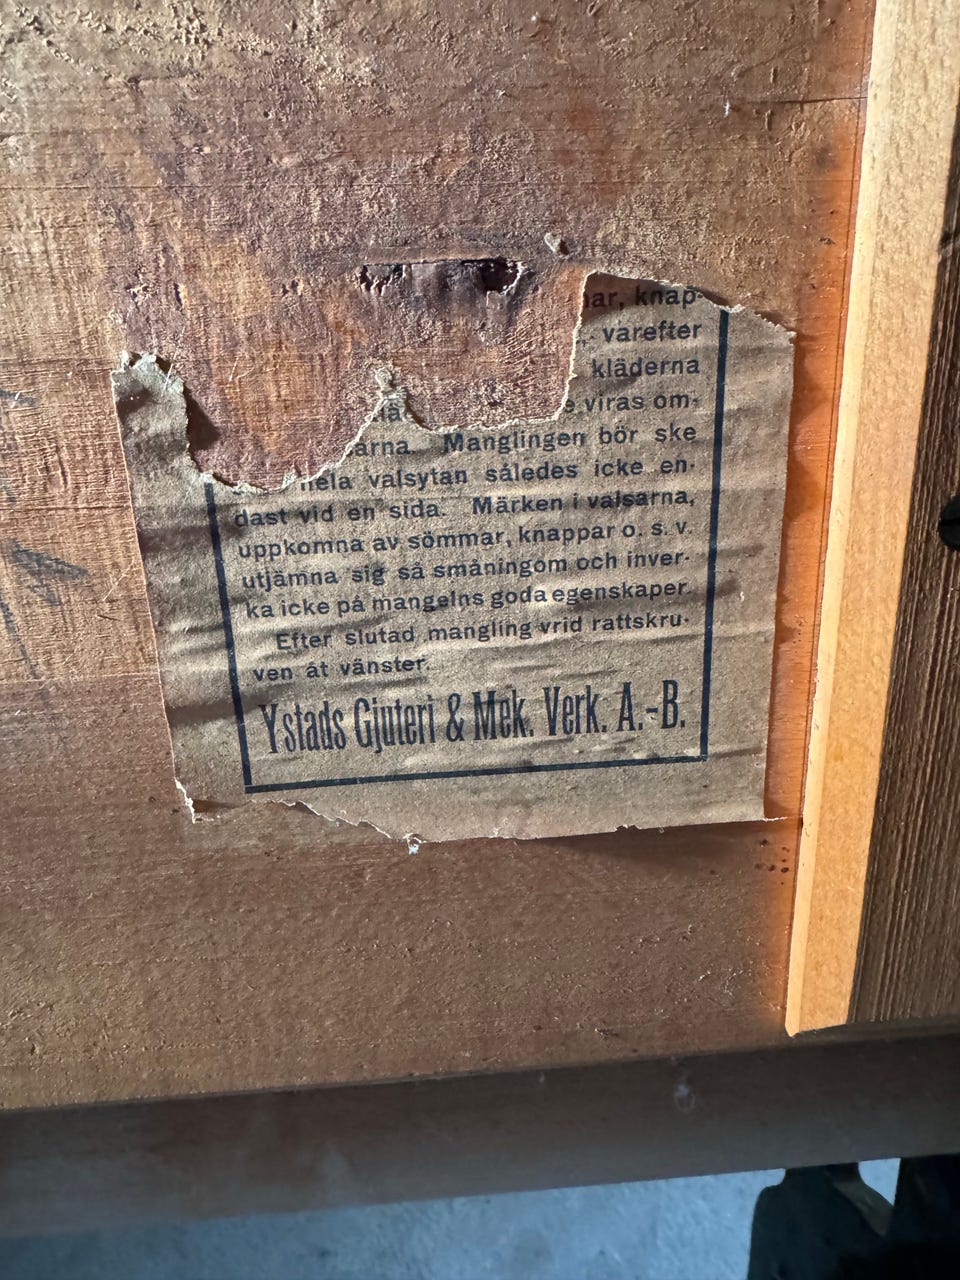 knap-
varefter
kläderna
viras om-
Manglingen bör ske
hela valsytan således icke en-
dast vid en sida. Märken i valsarna,
uppkomna av sömmar, knappar o. s. v.
utjämna sig så småningom och inver-
ka icke på mangelns goda egenskaper.
Efter slutad mangling vrid rattskru-
ven åt vänster.
Ystads Gjuteri & Mek. Verk. A.-B.